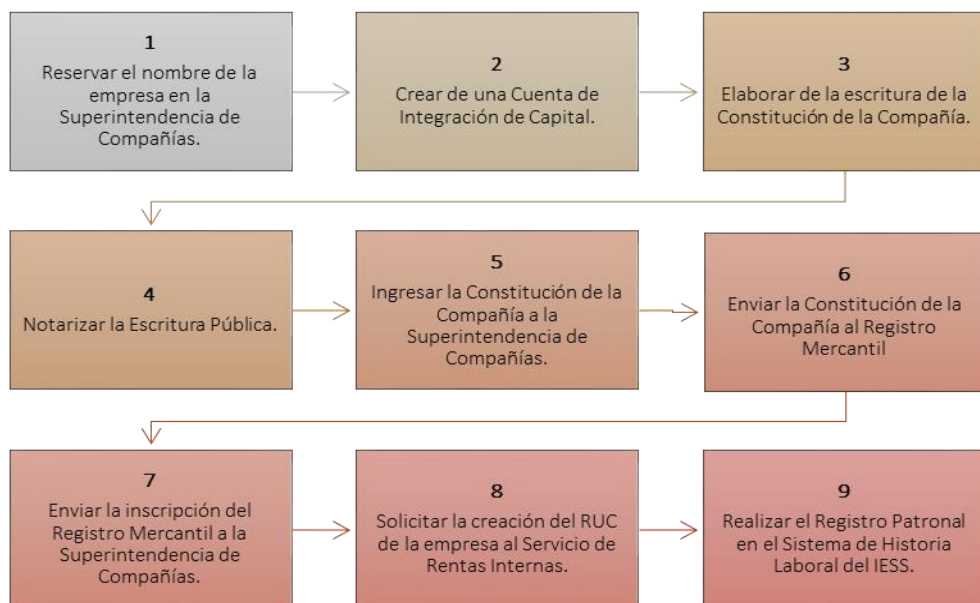 1
Reservar el nombre de la
empresa en la
Superintendencia de
Compañías.
2
Crear de una Cuenta de
Integración de Capital.
3
Elaborar de la escritura de la
Constitución de la Compañía.
4
Notarizar la Escritura Pública.
5
Ingresar la Constitución de la
Compañía a la
Superintendencia de
Compañías.
6
Enviar la Constitución de la
Compañía al Registro
Mercantil
7
Enviar la inscripción del
Registro Mercantil a la
Superintendencia de
Compañías.
8
Solicitar la creación del RUC
de la empresa al Servicio de
Rentas Internas.
9
Realizar el Registro Patronal
en el Sistema de Historia
Laboral del IESS.